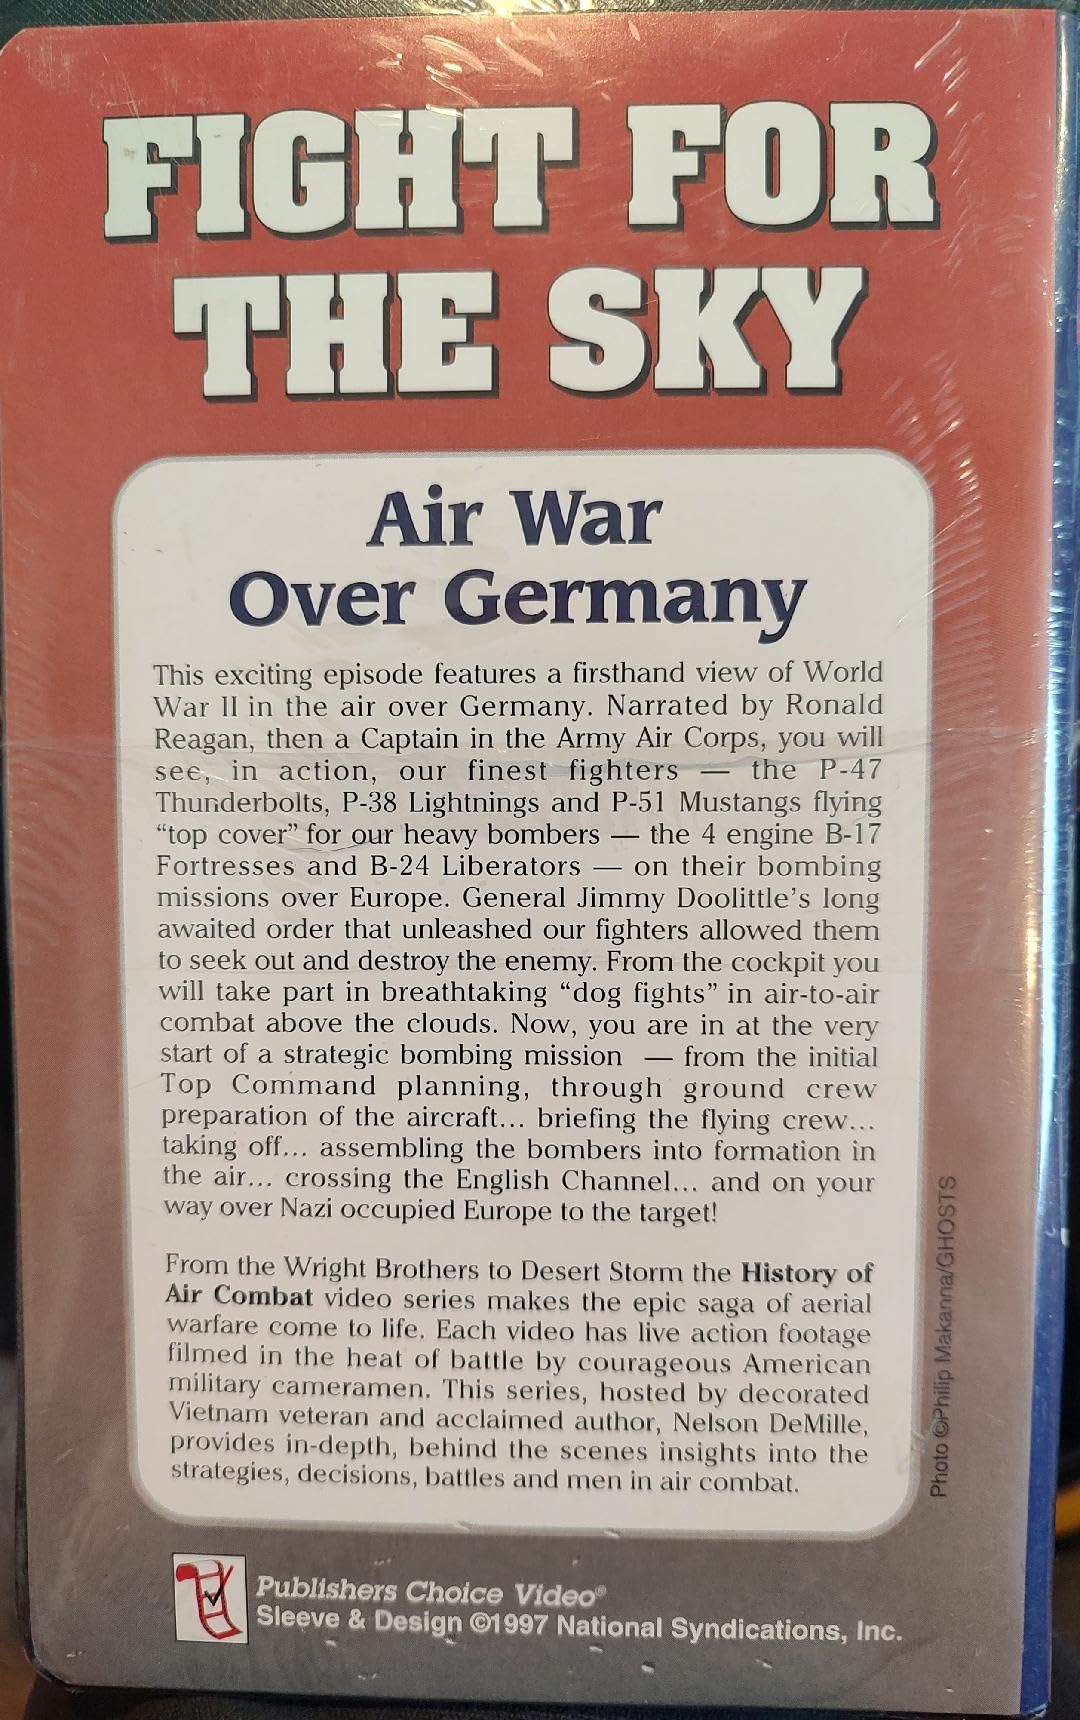 FIGHT FOR
THE SKY
Air War
Over Germany
This exciting episode features a firsthand view of World
War II in the air over Germany. Narrated by Ronald
Reagan, then a Captain in the Army Air Corps, you will
see, in action, our finest fighters — the P-47
Thunderbolts, P-38 Lightnings and P-51 Mustangs flying
“top cover” for our heavy bombers — the 4 engine B-17
Fortresses and B-24 Liberators — on their bombing
missions over Europe. General Jimmy Doolittle's long
awaited order that unleashed our fighters allowed them
to seek out and destroy the enemy. From the cockpit you
will take part in breathtaking “dog fights” in air-to-air
combat above the clouds. Now, you are in at the very
start of a strategic bombing mission — from the initial
Top Command planning, through ground crew
preparation of the aircraft... briefing the flying crew...
taking off... assembling the bombers into formation in
the air... crossing the English Channel... and on your
way over Nazi occupied Europe to the target!
From the Wright Brothers to Desert Storm the History of
Air Combat video series makes the epic saga of aerial
warfare come to life. Each video has live action footage
filmed in the heat of battle by courageous American
military cameramen. This series, hosted by decorated
Vietnam veteran and acclaimed author, Nelson DeMille,
provides in-depth, behind the scenes insights into the
strategies, decisions, battles and men in air combat.
Photo ©Philip Makanna/GHOSTS
Publishers Choice Video®
Sleeve & Design ©1997 National Syndications, Inc.